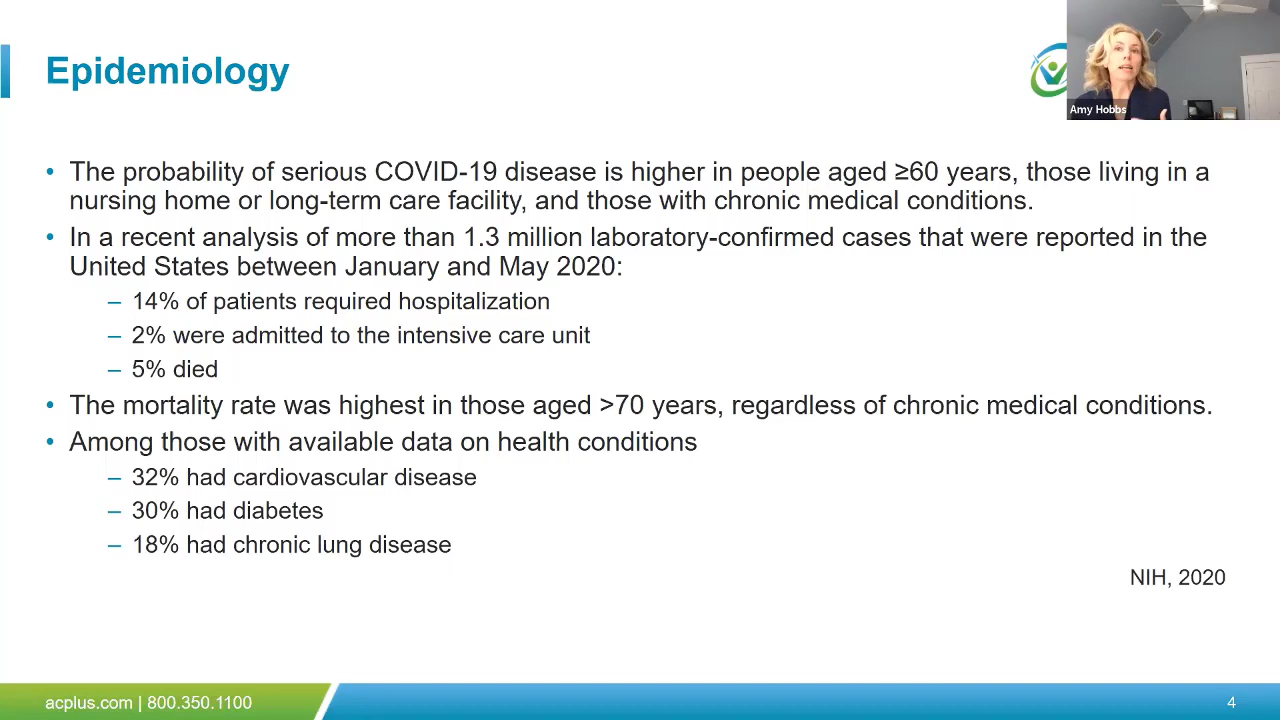 Epidemiology
Amy Hobbs
• The probability of serious COVID-19 disease is higher in people aged ≥60 years, those living in a
nursing home or long-term care facility, and those with chronic medical conditions.
• In a recent analysis of more than 1.3 million laboratory-confirmed cases that were reported in the
United States between January and May 2020:
– 14% of patients required hospitalization
– 2% were admitted to the intensive care unit
– 5% died
• The mortality rate was highest in those aged >70 years, regardless of chronic medical conditions.
• Among those with available data on health conditions
– 32% had cardiovascular disease
– 30% had diabetes
– 18% had chronic lung disease
NIH, 2020
acplus.com | 800.350.1100
4